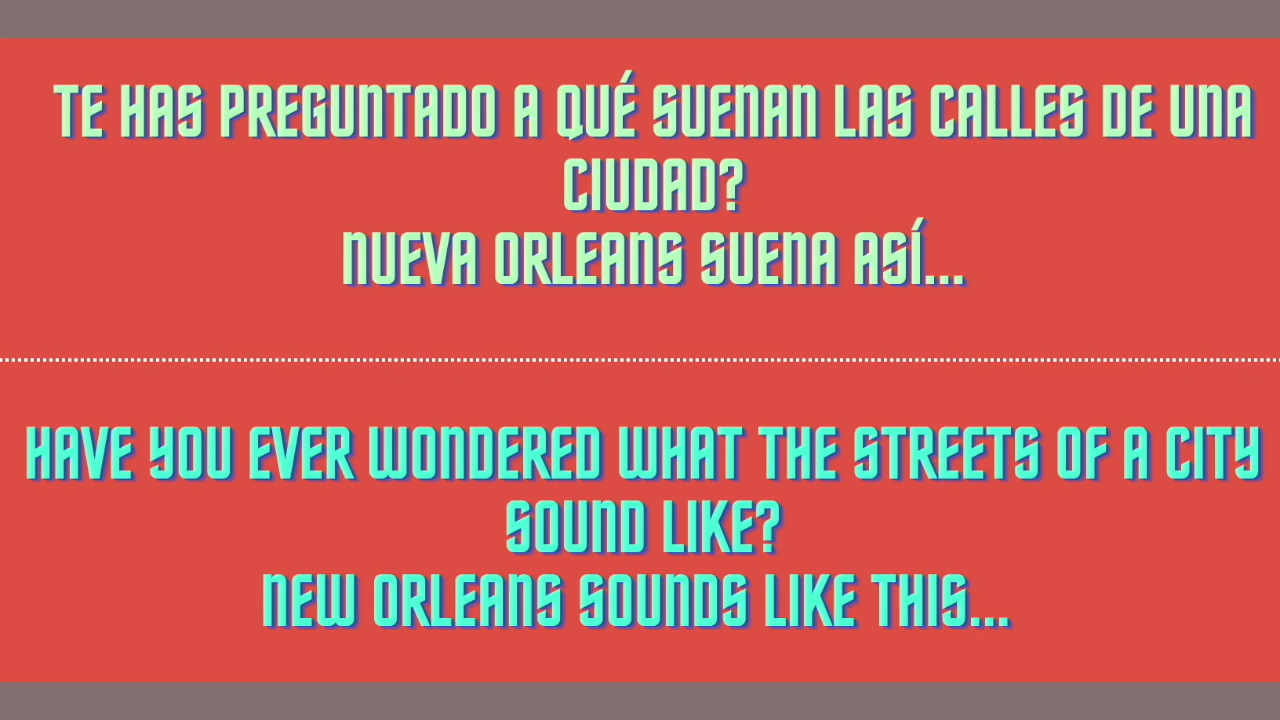 TE HAS PREGUNTADO A QUÉ SUENAN LAS CALLES DE UNA
CIUDAD?
NUEVA ORLEANS SUENA ASÍ...
HAVE YOU EVER WONDERED WHAT THE STREETS OF A CITY
SOUND LIKE?
NEW ORLEANS SOUNDS LIKE THIS...